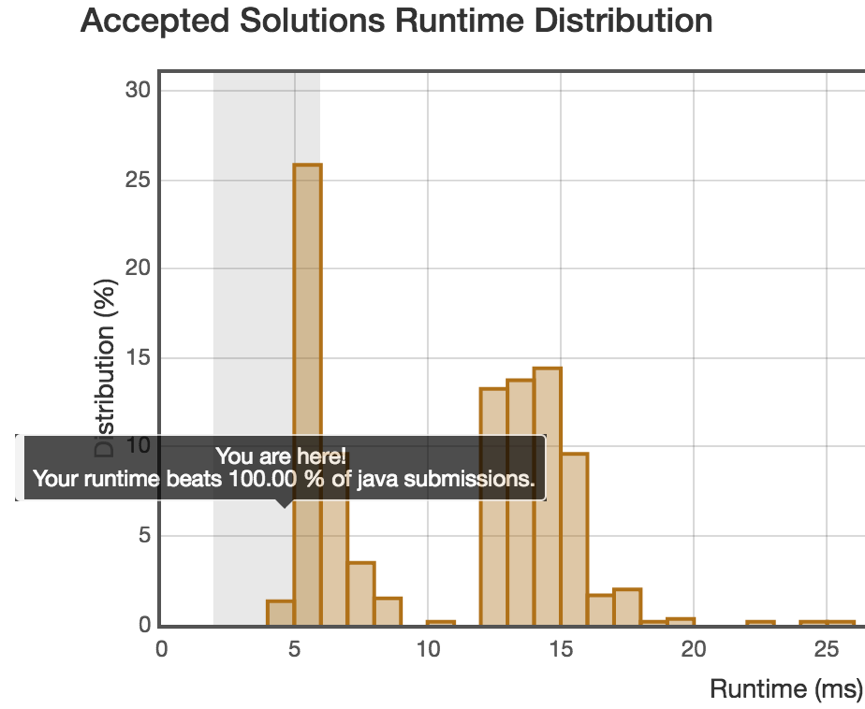 Accepted Solutions Runtime Distribution
30
25
20
15
10
5
0
Distribution (%)
You are here!
Your runtime beats 100.00 % of java submissions.
0 5 10 15 20 25
Runtime (ms)